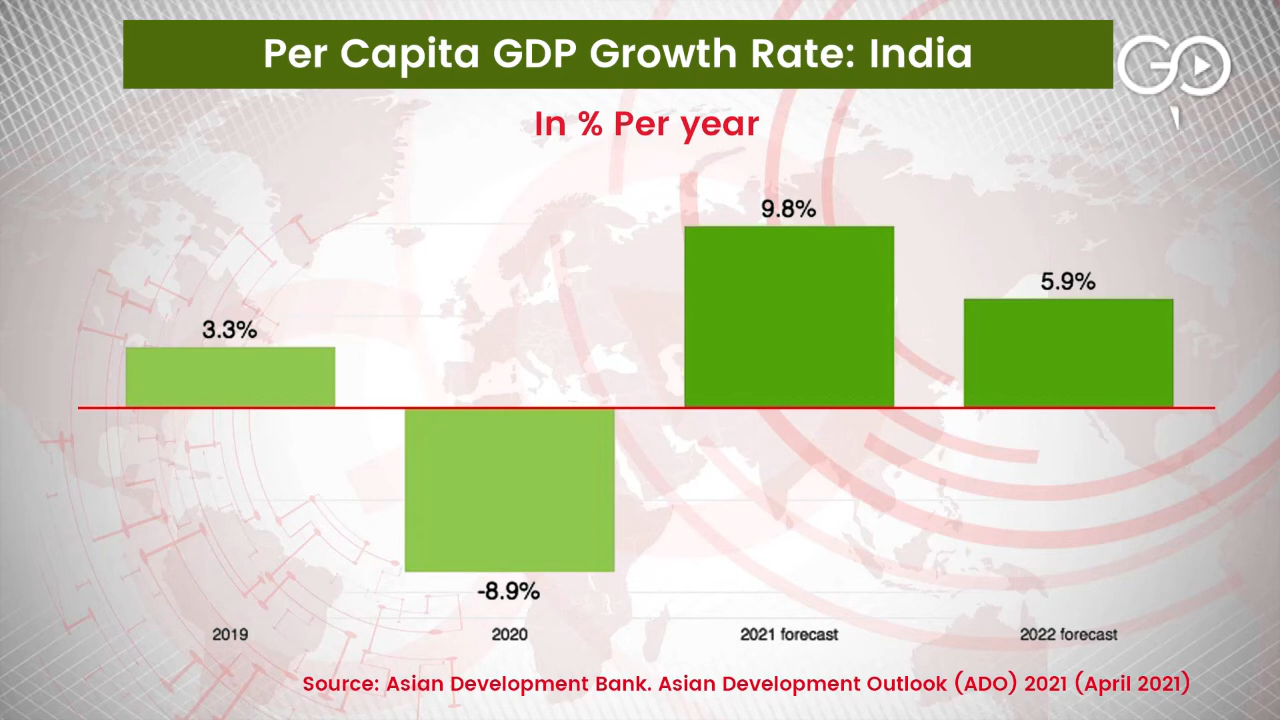 Per Capita GDP Growth Rate: India
GO
In % Per year
9.8%
5.9%
3.3%
-8.9%
2019 2020 2021 forecast 2022 forecast
Source: Asian Development Bank. Asian Development Outlook (ADO) 2021 (April 2021)